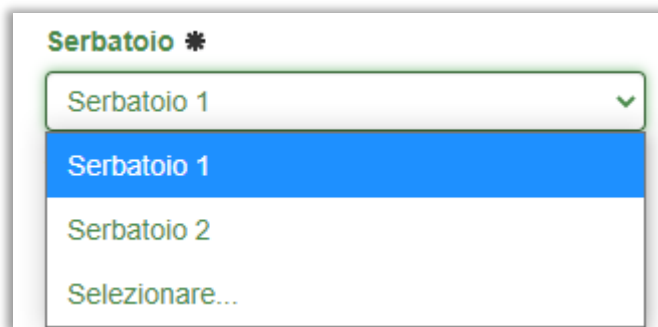 Serbatoio ✱
Serbatoio 1
Serbatoio 1
Serbatoio 2
Selezionare...